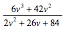 6v³ + 42v²
2v² + 26v + 84